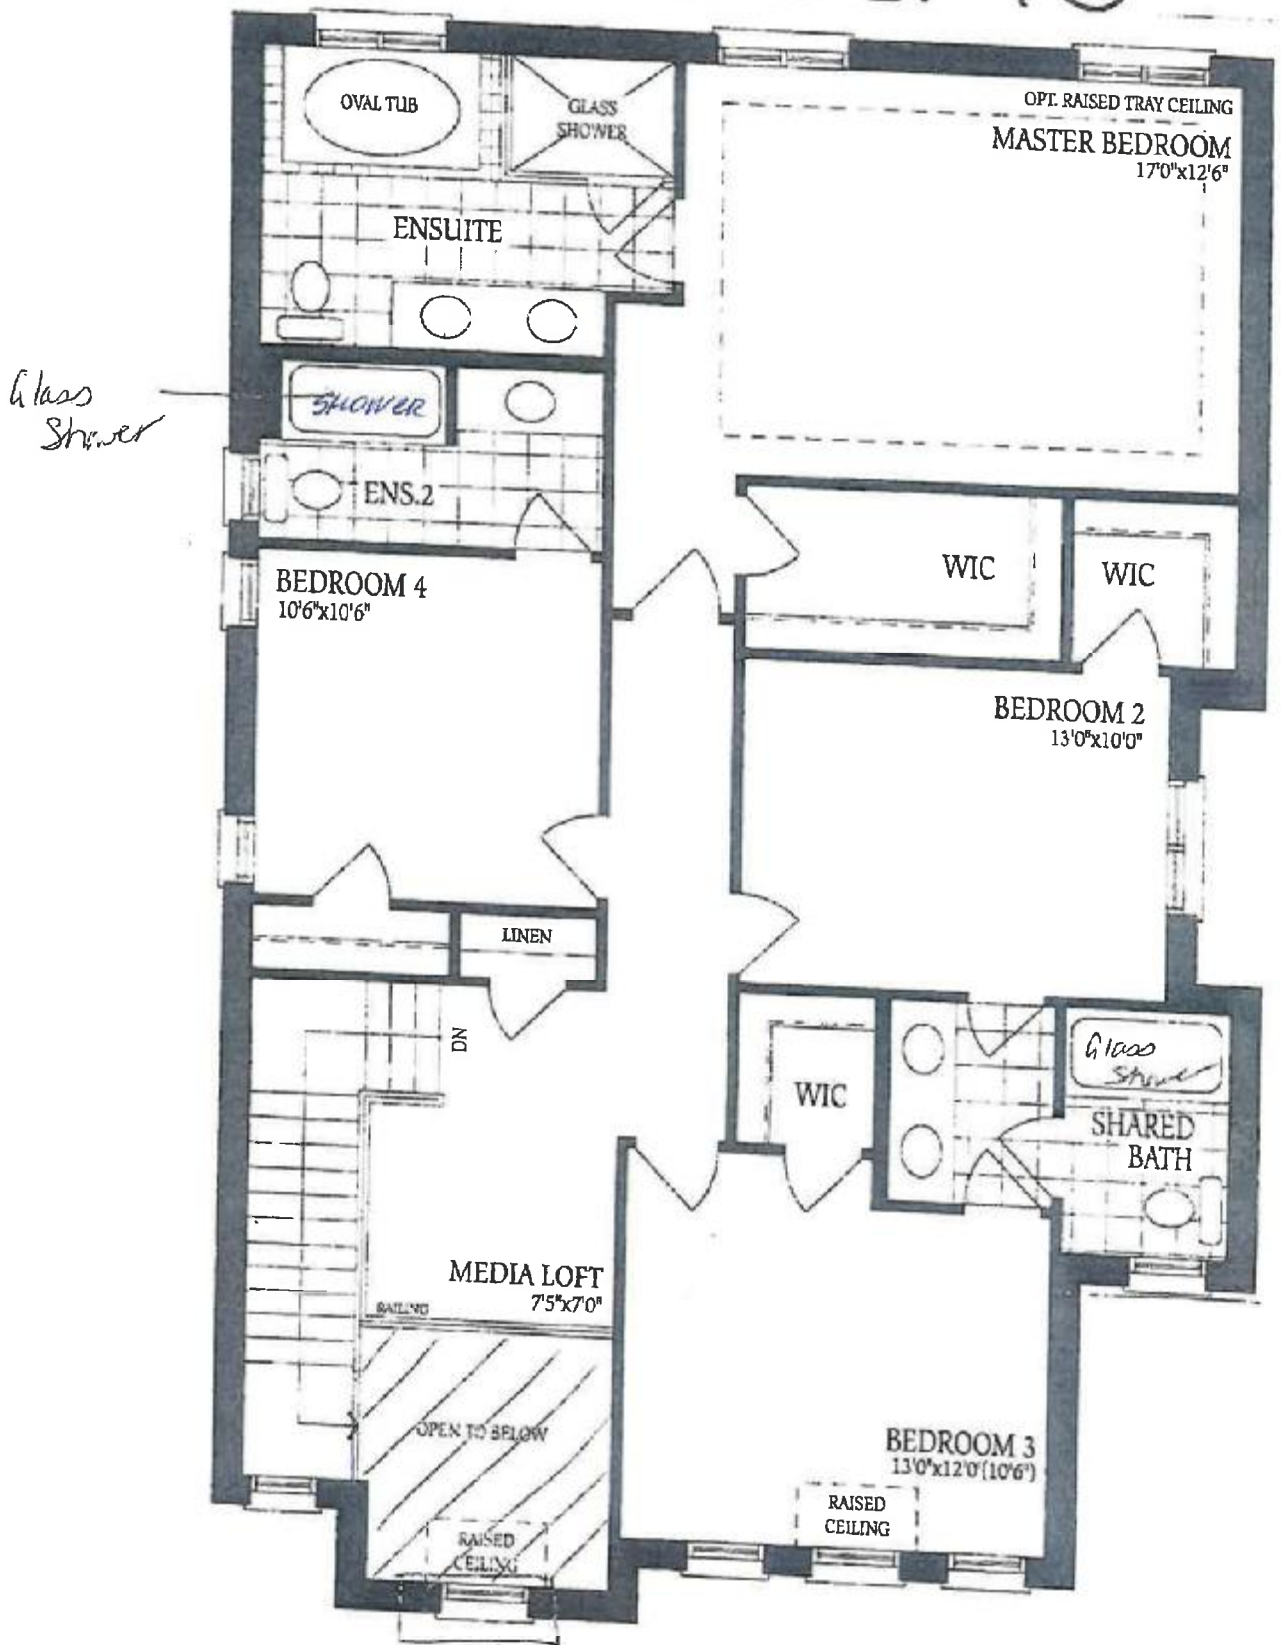 OVAL TUB
GLASS
SHOWER
OPT. RAISED TRAY CEILING
MASTER BEDROOM
17'0"x12'6"
ENSUITE
Glass
Shower
SHOWER
ENS.2
WIC
WIC
BEDROOM 4
10'6"x10'6"
BEDROOM 2
13'0"x10'0"
LINEN
DN
WIC
Glass
Shower
SHARED
BATH
MEDIA LOFT
7'5"x7'0"
RAILING
OPEN TO BELOW
BEDROOM 3
13'0"x12'0"(10'6")
RAISED
CEILING
RAISED
CEILING